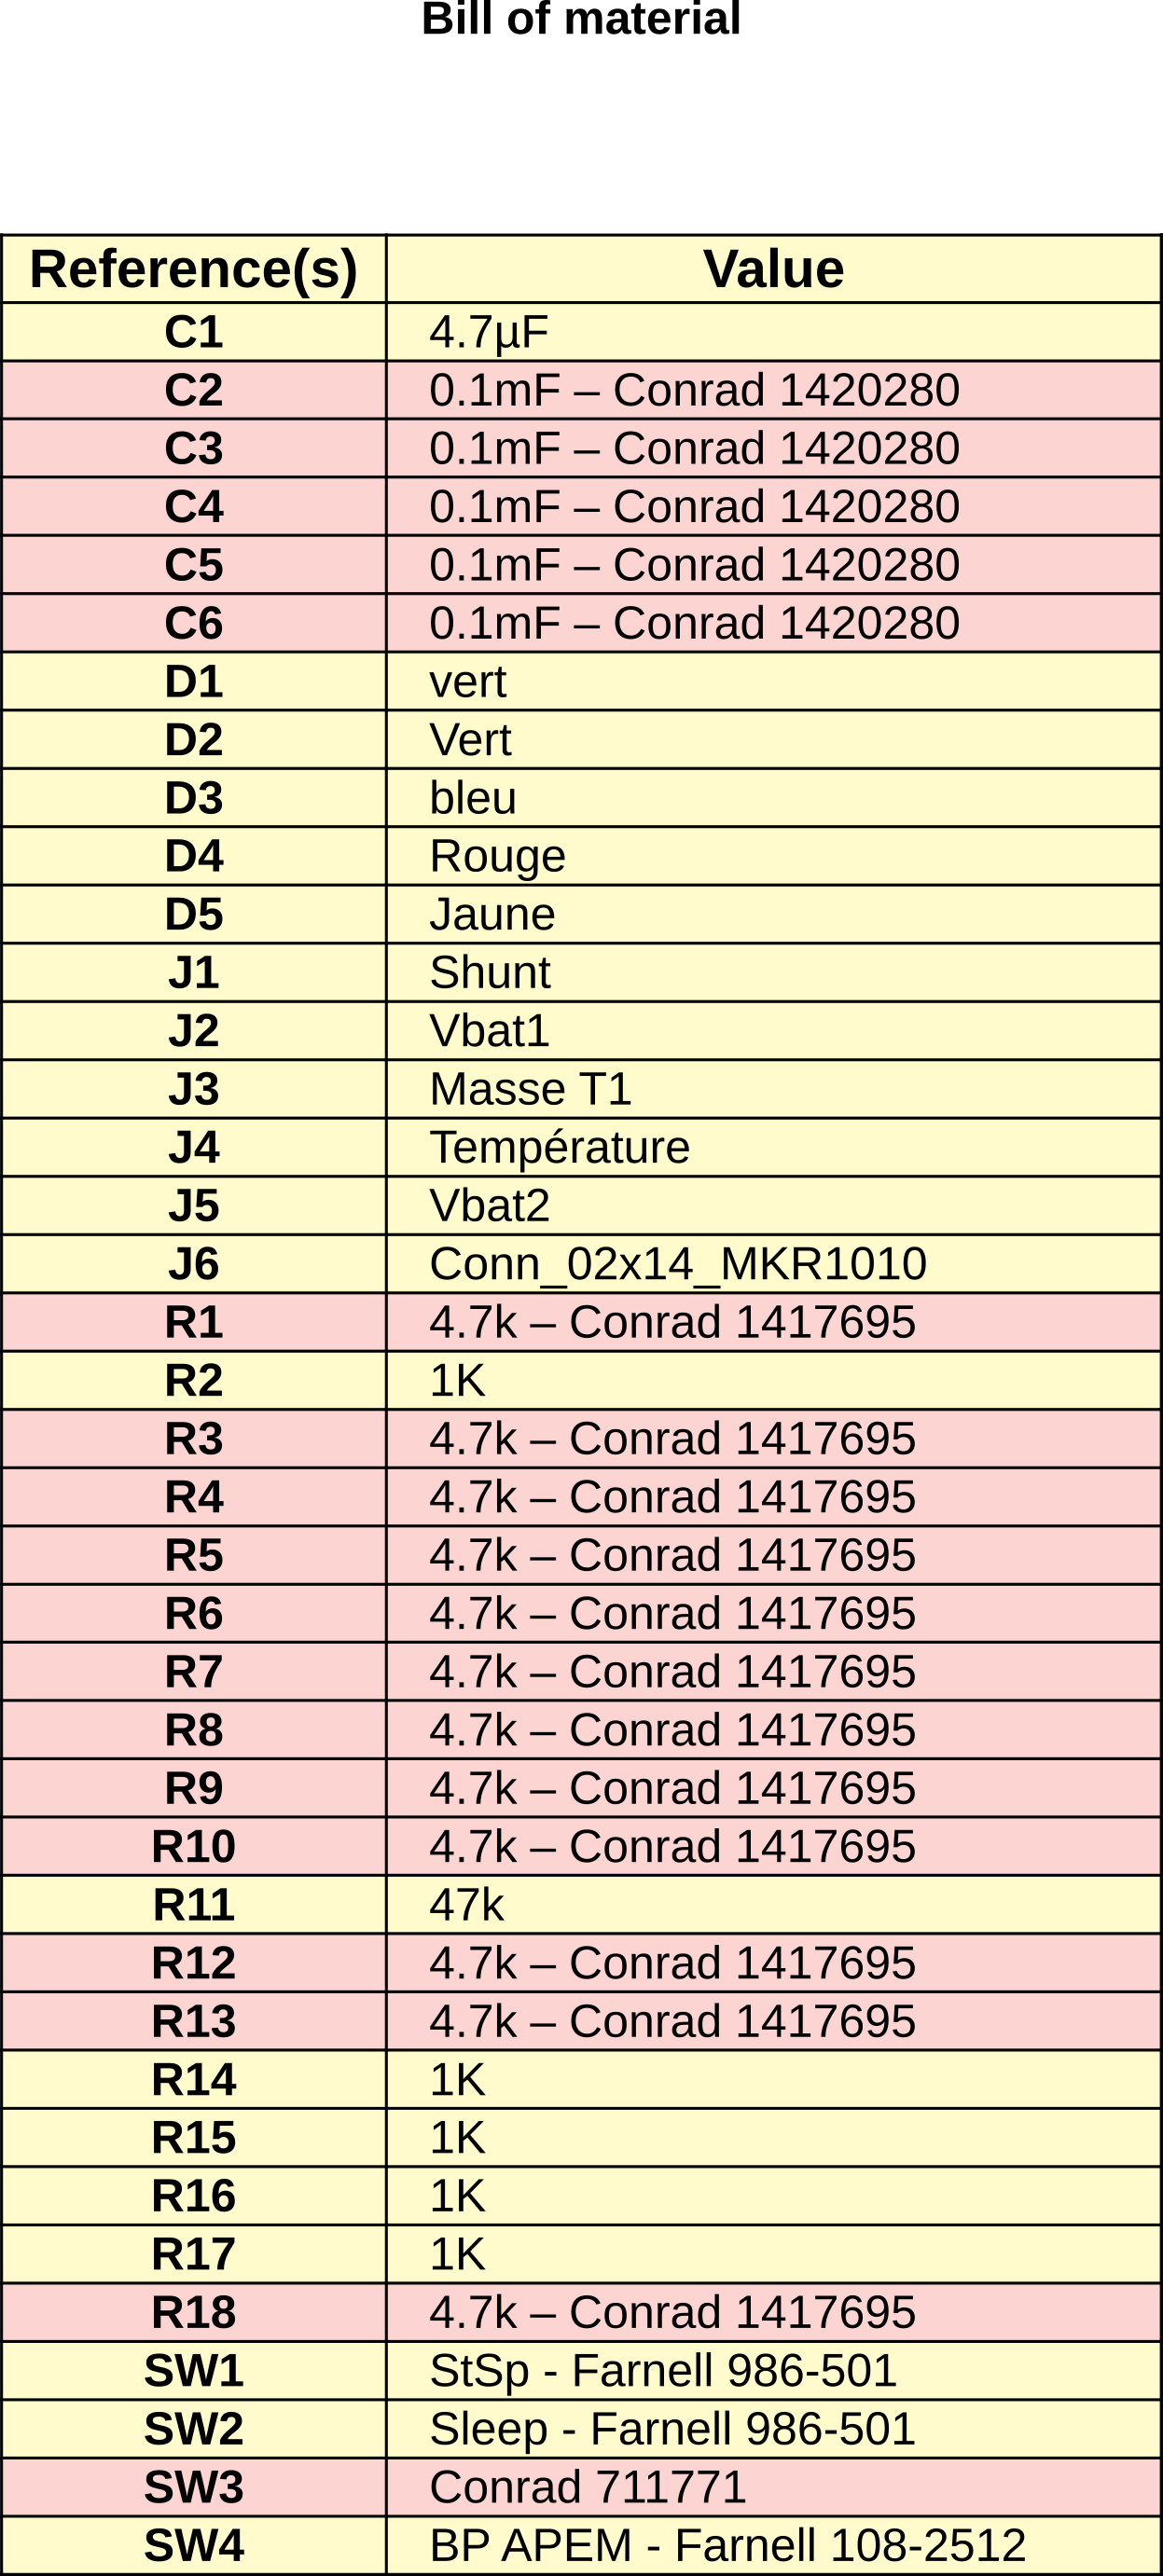 Bill of material
Reference(s) Value
C1 4.7µF
C2 0.1mF – Conrad 1420280
C3 0.1mF – Conrad 1420280
C4 0.1mF – Conrad 1420280
C5 0.1mF – Conrad 1420280
C6 0.1mF – Conrad 1420280
D1 vert
D2 Vert
D3 bleu
D4 Rouge
D5 Jaune
J1 Shunt
J2 Vbat1
J3 Masse T1
J4 Température
J5 Vbat2
J6 Conn_02x14_MKR1010
R1 4.7k – Conrad 1417695
R2 1K
R3 4.7k – Conrad 1417695
R4 4.7k – Conrad 1417695
R5 4.7k – Conrad 1417695
R6 4.7k – Conrad 1417695
R7 4.7k – Conrad 1417695
R8 4.7k – Conrad 1417695
R9 4.7k – Conrad 1417695
R10 4.7k – Conrad 1417695
R11 47k
R12 4.7k – Conrad 1417695
R13 4.7k – Conrad 1417695
R14 1K
R15 1K
R16 1K
R17 1K
R18 4.7k – Conrad 1417695
SW1 StSp - Farnell 986-501
SW2 Sleep - Farnell 986-501
SW3 Conrad 711771
SW4 BP APEM - Farnell 108-2512